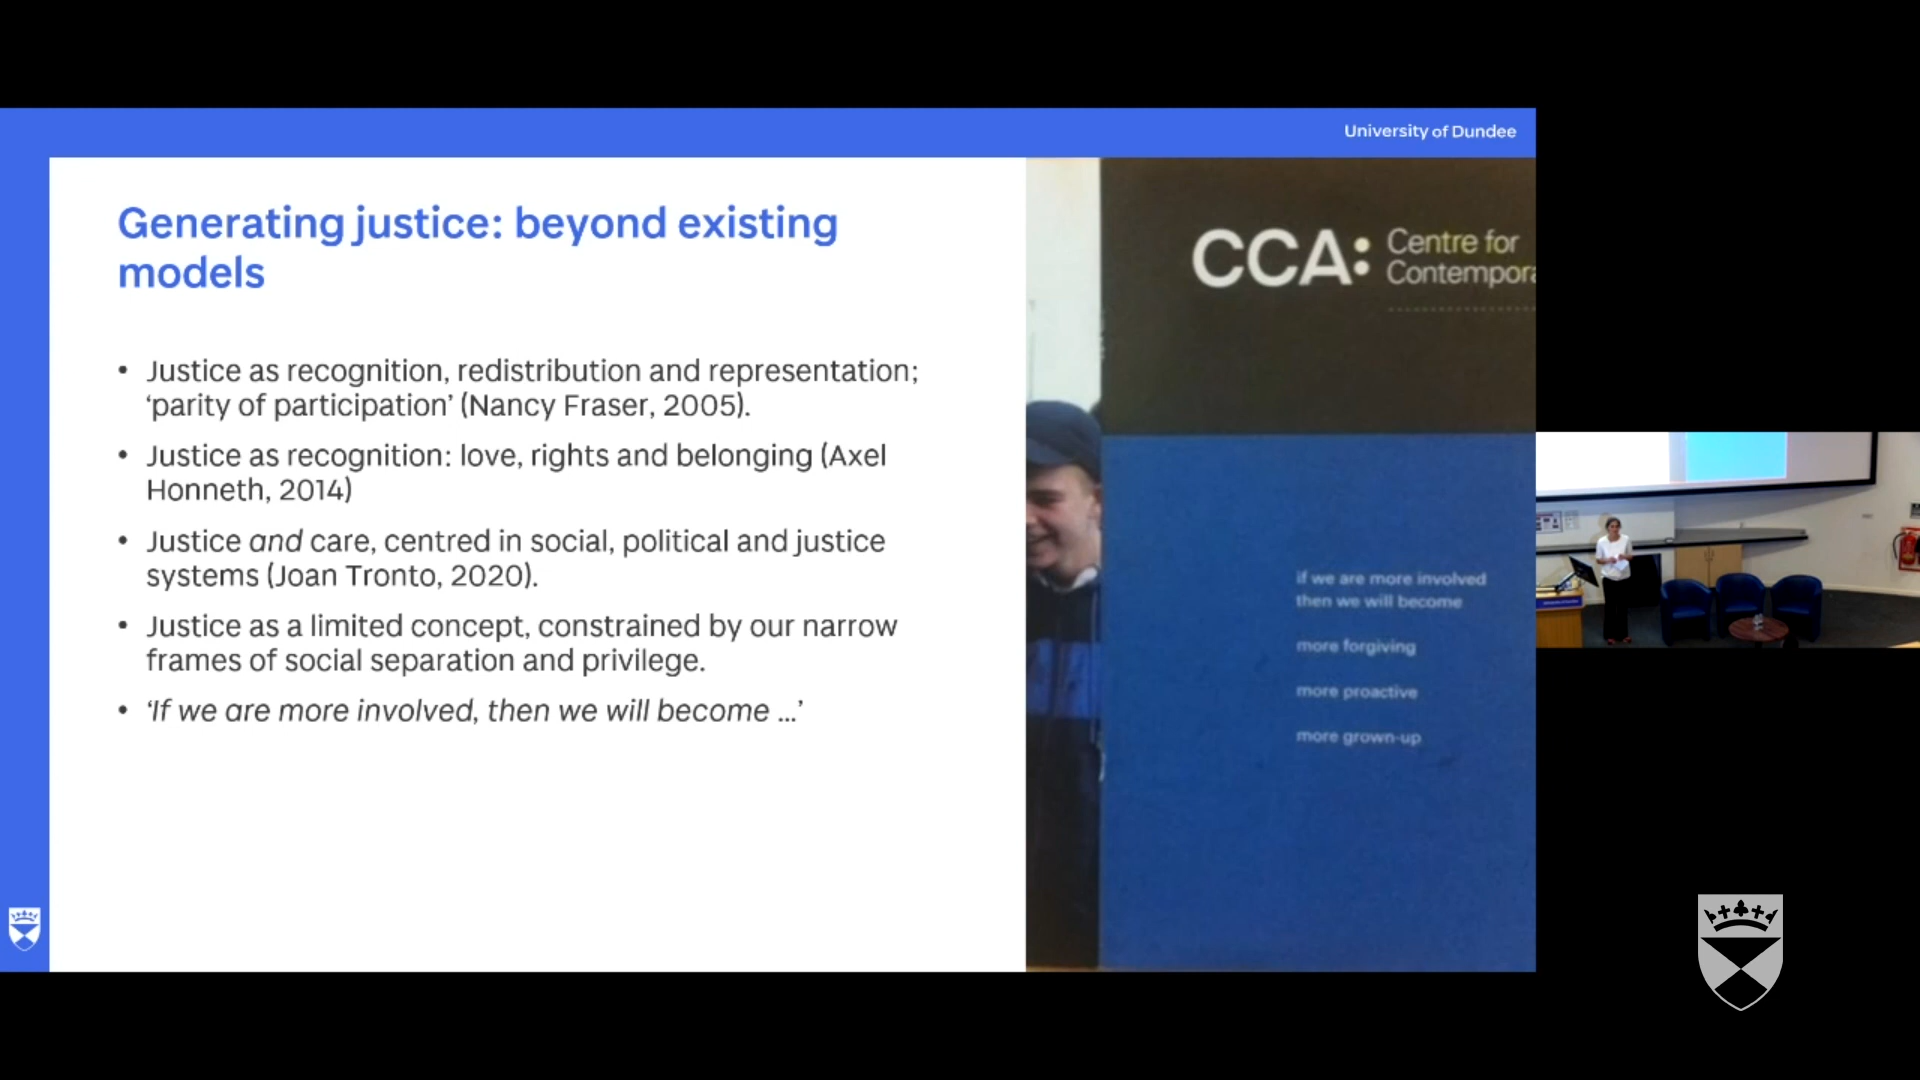 University of Dundee
Generating justice: beyond existing
models
• Justice as recognition, redistribution and representation;
‘parity of participation’ (Nancy Fraser, 2005).
• Justice as recognition: love, rights and belonging (Axel
Honneth, 2014)
• Justice and care, centred in social, political and justice
systems (Joan Tronto, 2020).
• Justice as a limited concept, constrained by our narrow
frames of social separation and privilege.
• ‘If we are more involved, then we will become ...’
CCA: Centre for
Contempora
if we are more involved
then we will become
more forgiving
more proactive
more grown-up